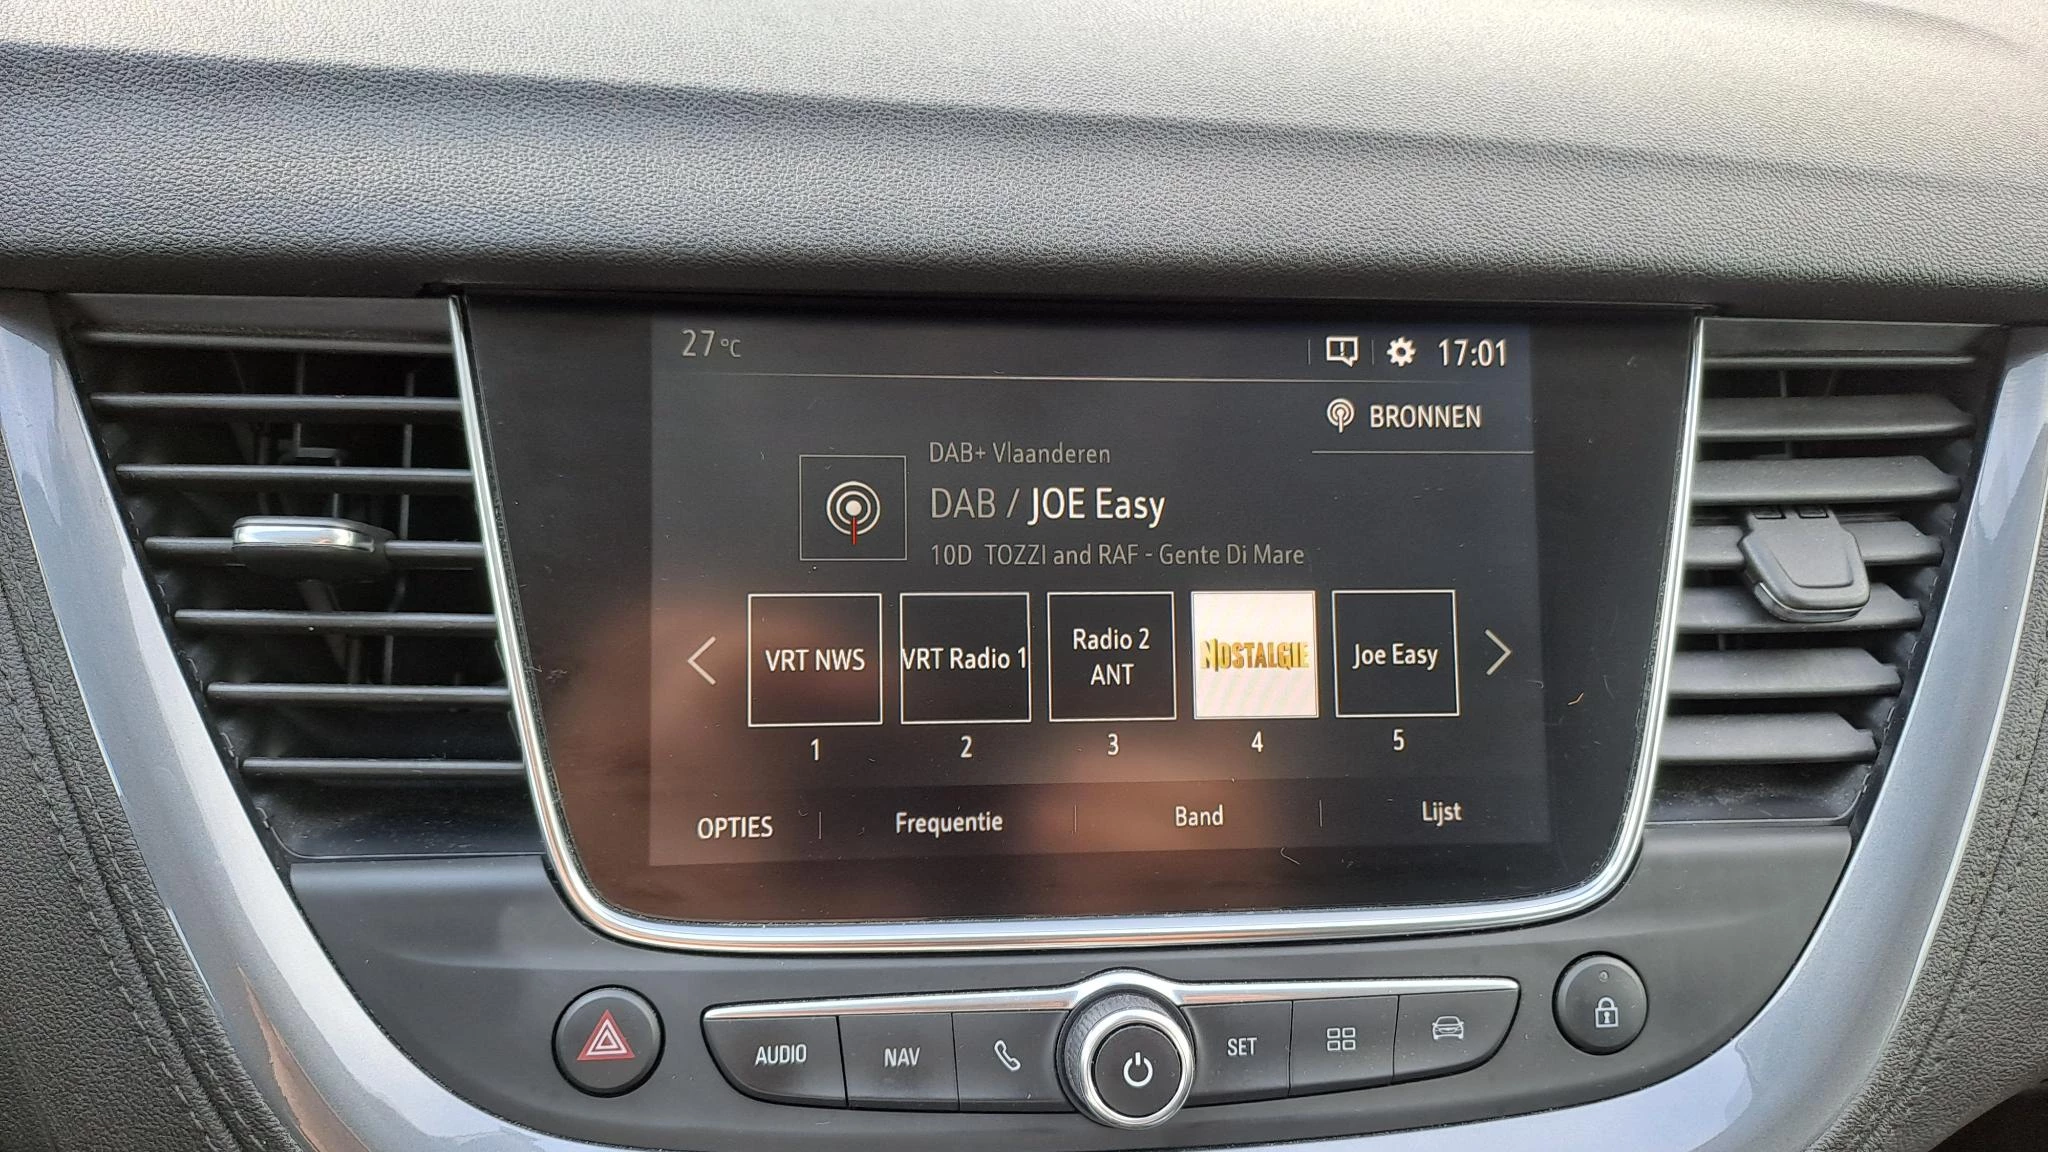 27°C
17:01
BRONNEN
DAB+ Vlaanderen
DAB / JOE Easy
10D TOZZI and RAF - Gente Di Mare
VRT NWS
VRT Radio 1
Radio 2
ANT
NOSTALGIE
Joe Easy
1 2 3 4 5
OPTIES Frequentie Band Lijst
AUDIO NAV SET